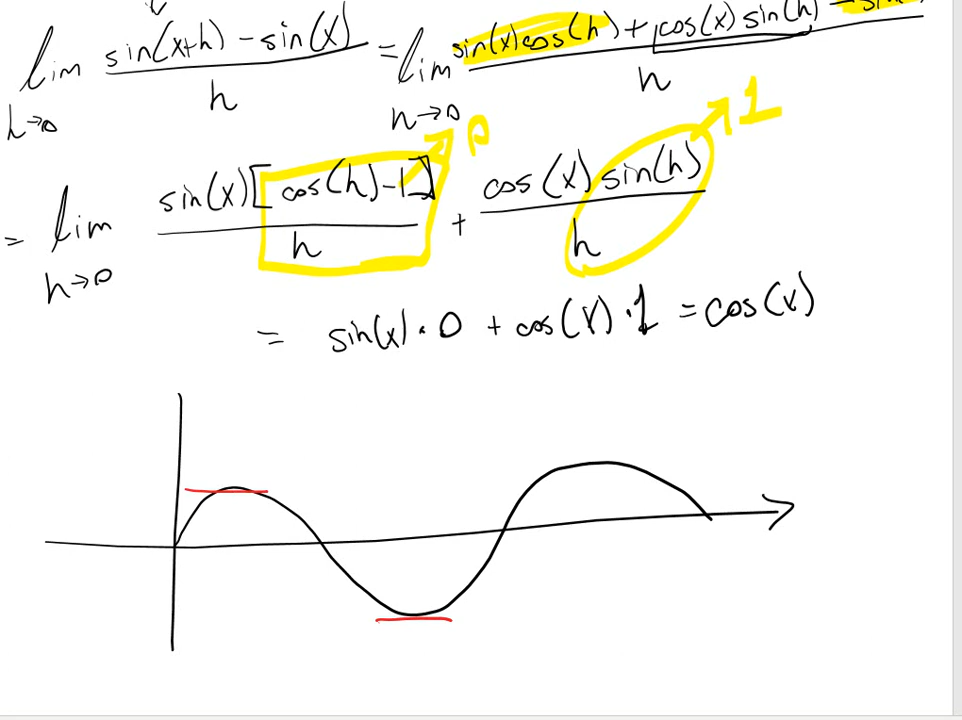 lim h→0 sin(x+h) - sin(x) / h = lim h→0 sin(x)cos(h) + cos(x) sin(h) - / h
= lim h→0 sin(x)[cos(h)-1] / h → 0 + cos(x) sin(h) / h → 1
= sin(x) · 0 + cos(x) · 1 = cos(x)